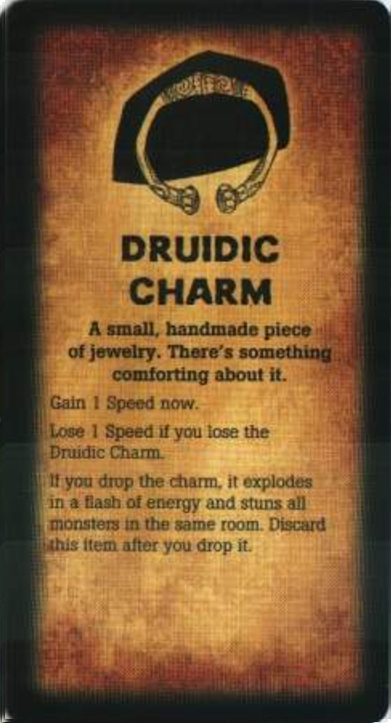 DRUIDIC
CHARM
A small, handmade piece
of jewelry. There's something
comforting about it.
Gain 1 Speed now.
Lose 1 Speed if you lose the
Druidic Charm.
If you drop the charm, it explodes
in a flash of energy and stuns all
monsters in the same room. Discard
this item after you drop it.